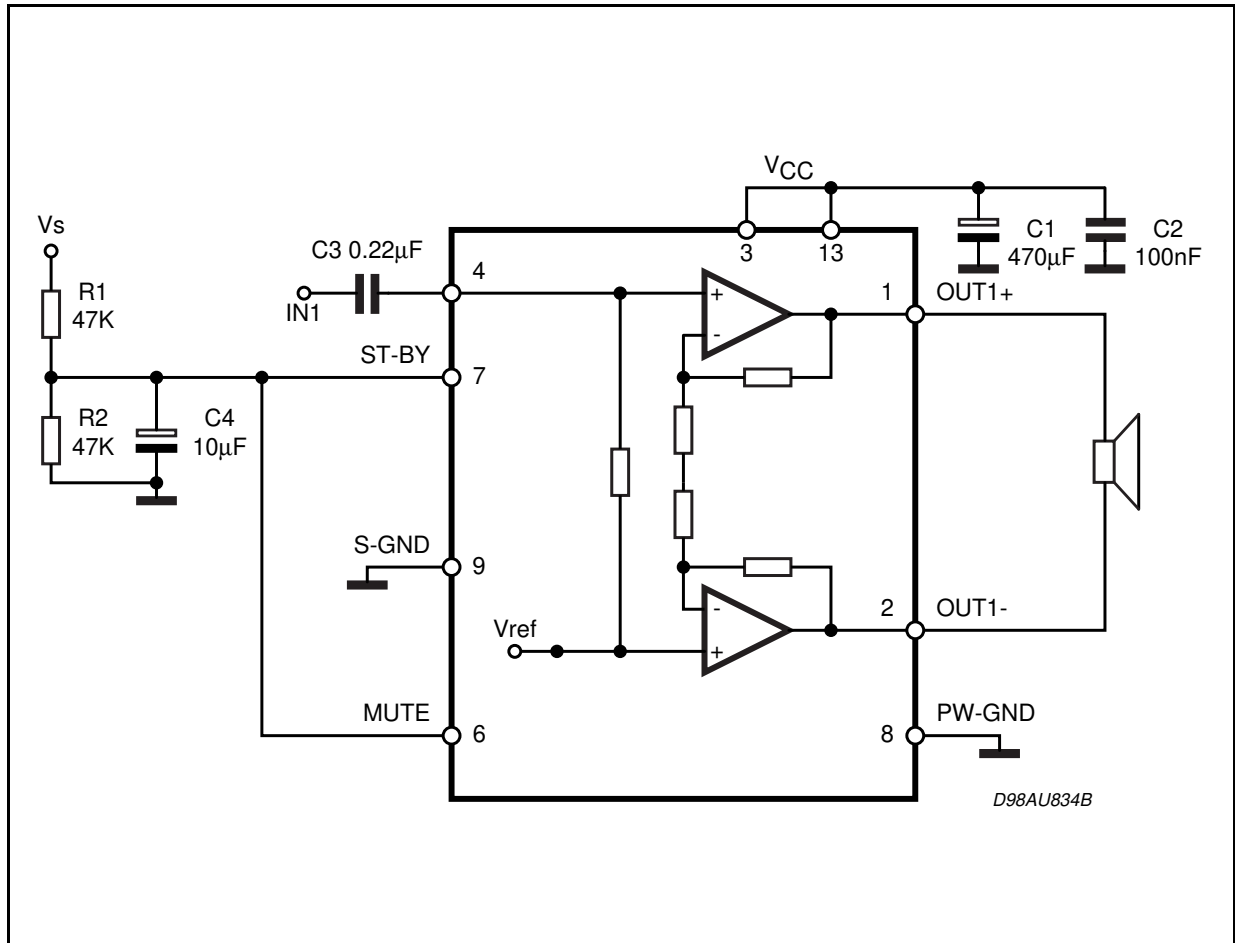 VCC
Vs
C3 0.22µF
3
13
C1
470µF
C2
100nF
IN1
4
+
-
1
OUT1+
R1
47K
ST-BY
7
R2
47K
C4
10µF
S-GND
9
-
+
2
OUT1-
Vref
MUTE
6
8
PW-GND
D98AU834B